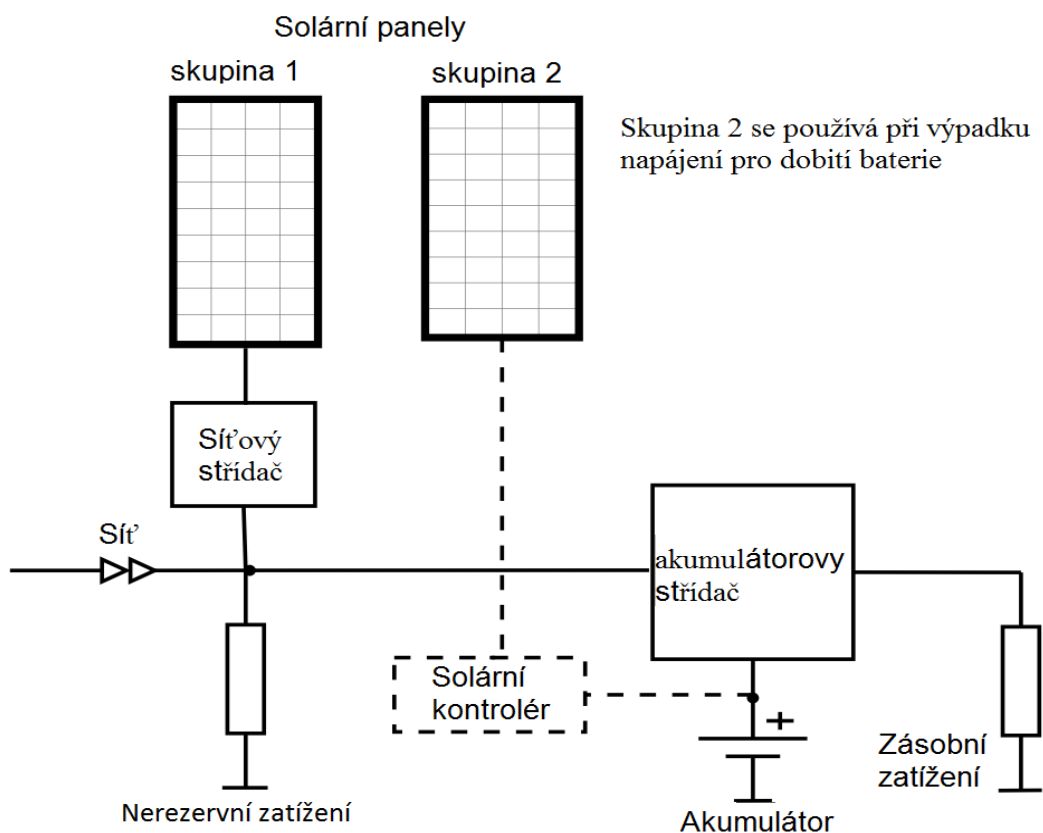 Solární panely
skupina 1
skupina 2
Skupina 2 se používá při výpadku
napájení pro dobití baterie
Síťový
střídač
Síť
akumulátorovy
střídač
Solární
kontrolér
+
Zásobní
zatížení
Nerezervní zatížení
Akumulátor